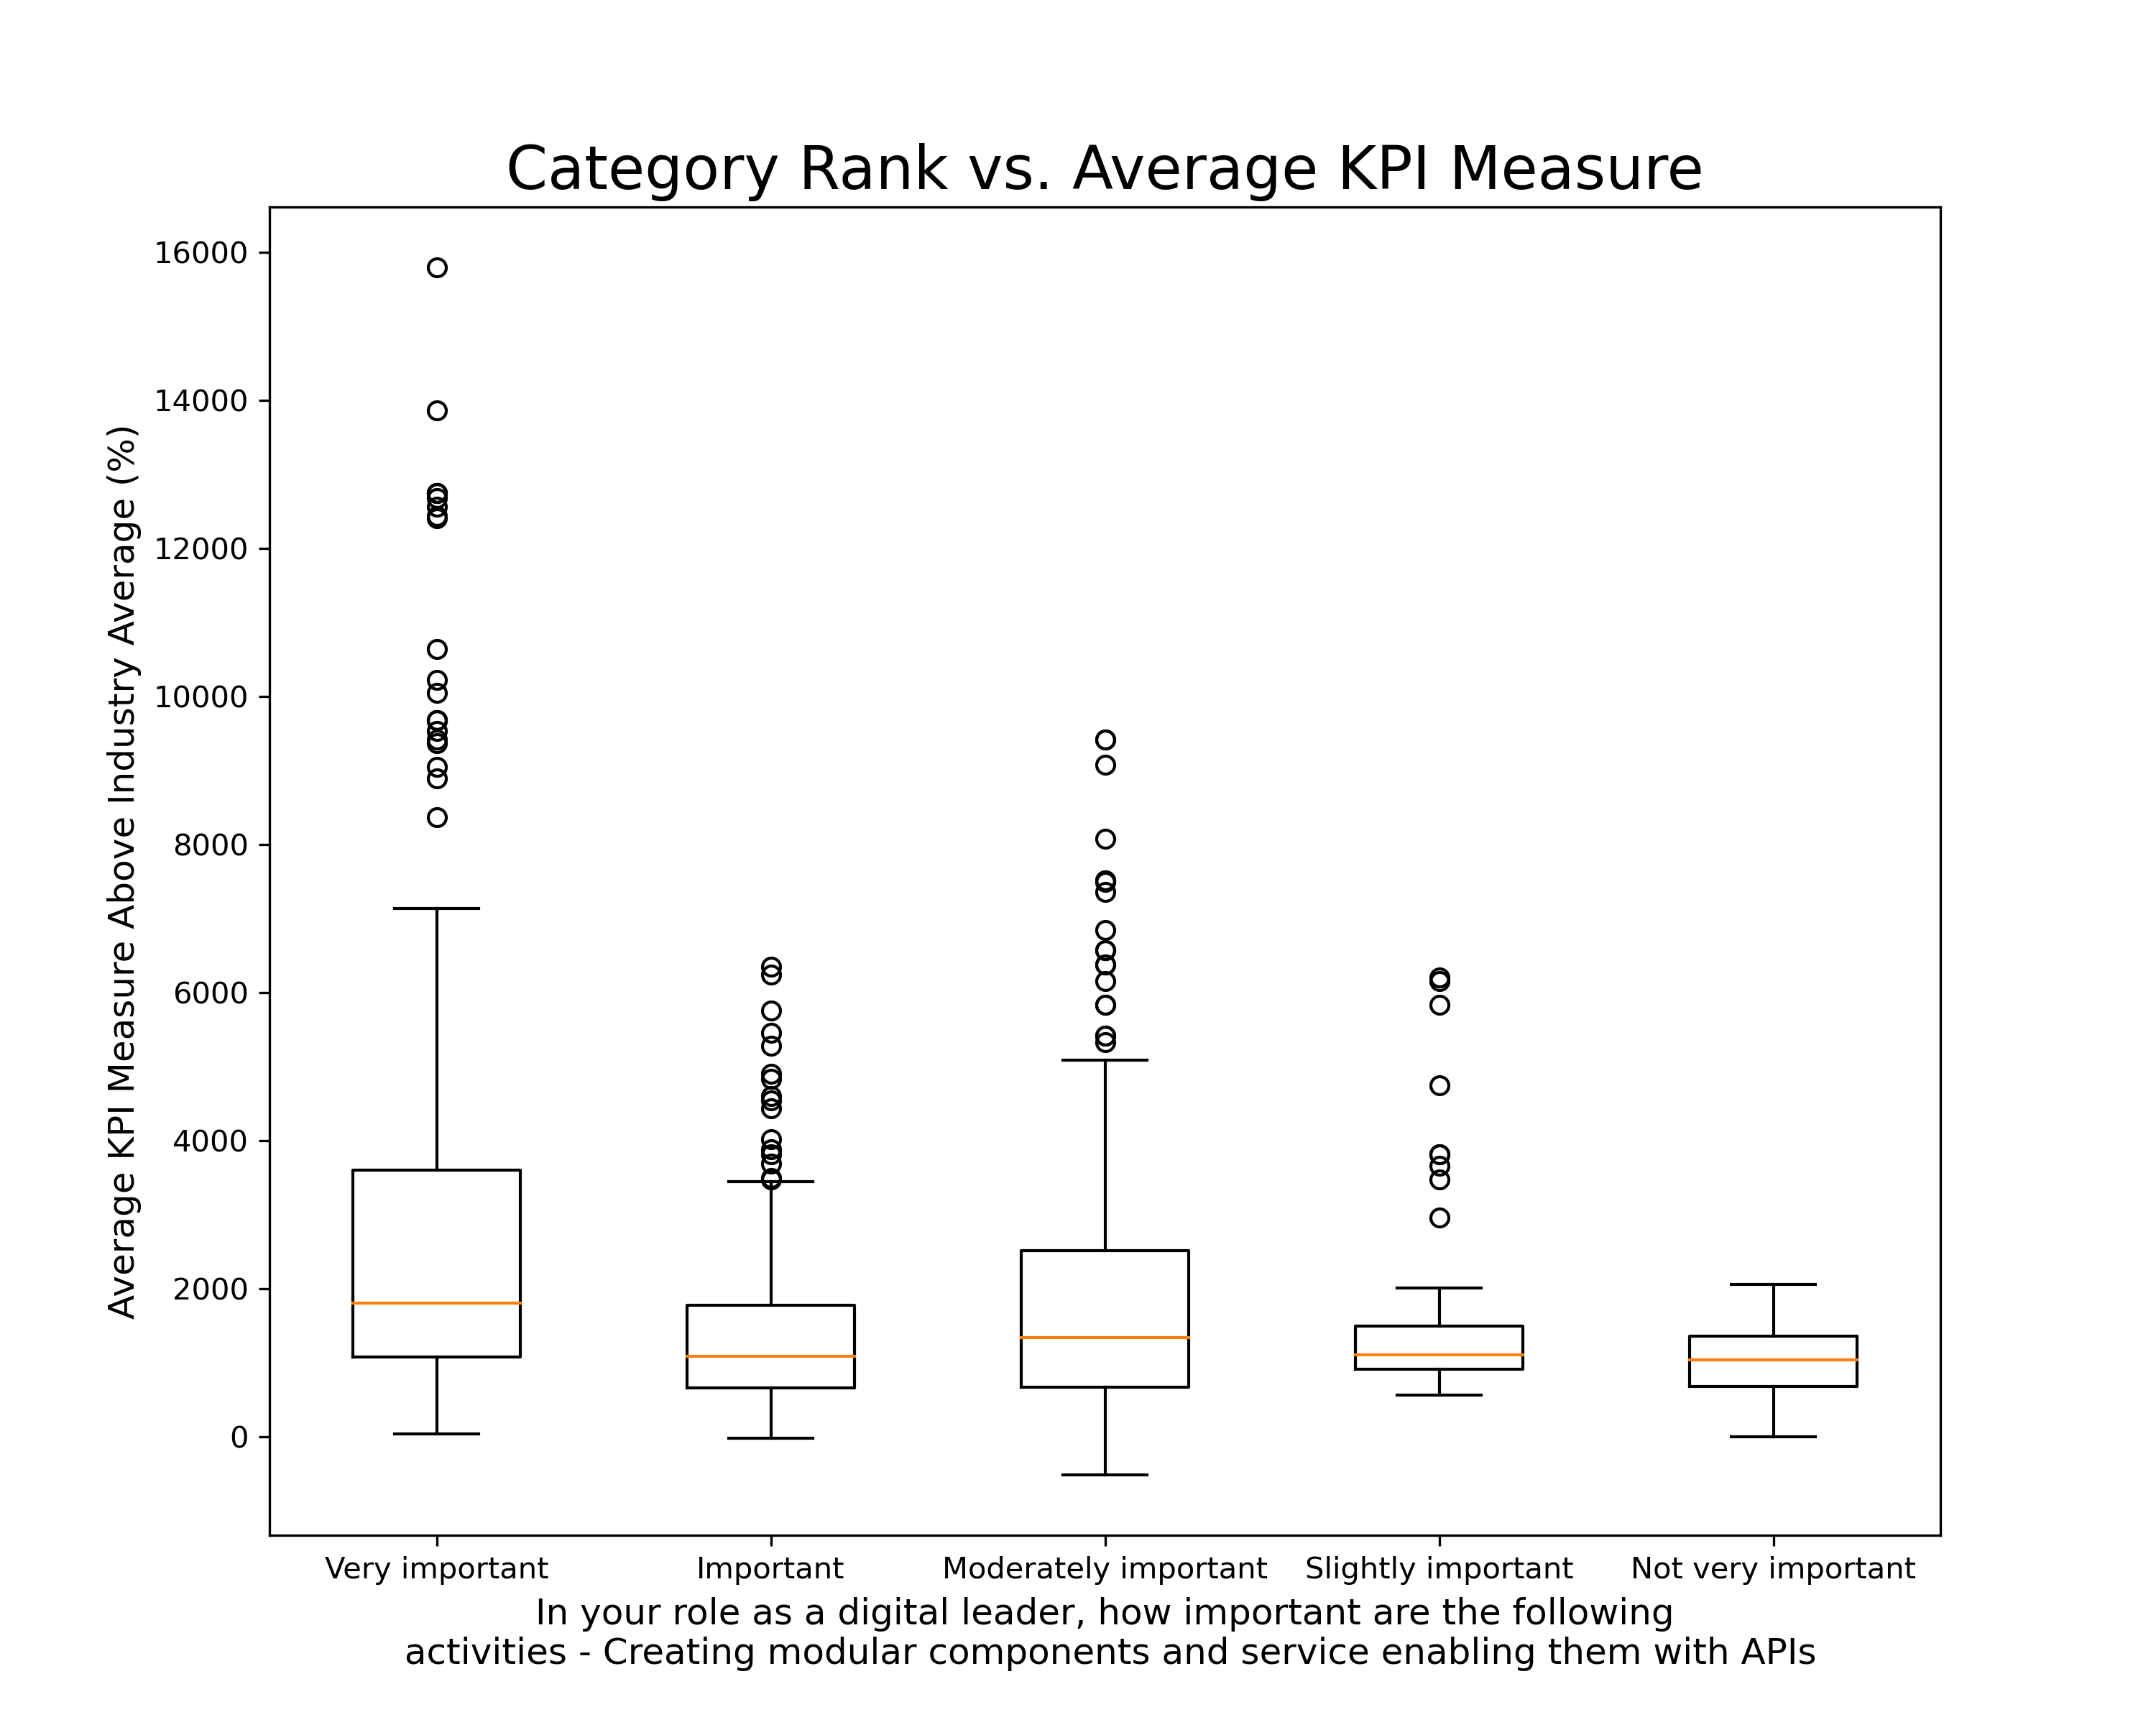 Category Rank vs. Average KPI Measure
Average KPI Measure Above Industry Average (%)
16000
14000
12000
10000
8000
6000
4000
2000
0
Very important
Important
Moderately important
Slightly important
Not very important
In your role as a digital leader, how important are the following
activities - Creating modular components and service enabling them with APIs